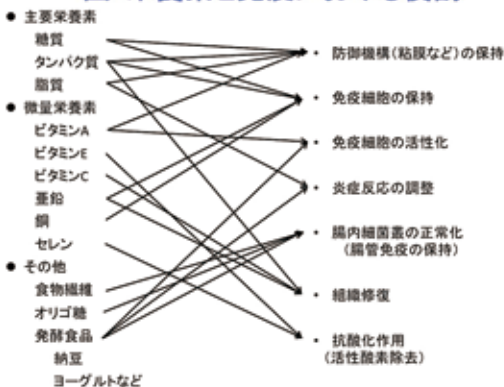 ● 主要栄養素
糖質
タンパク質
脂質
● 微量栄養素
ビタミンA
ビタミンE
ビタミンC
亜鉛
銅
セレン
● その他
食物繊維
オリゴ糖
発酵食品
納豆
ヨーグルトなど
・ 防御機構(粘膜など)の保持
・ 免疫細胞の保持
・ 免疫細胞の活性化
・ 炎症反応の調整
・ 腸内細菌叢の正常化
(腸管免疫の保持)
・ 組織修復
・ 抗酸化作用
(活性酸素除去)